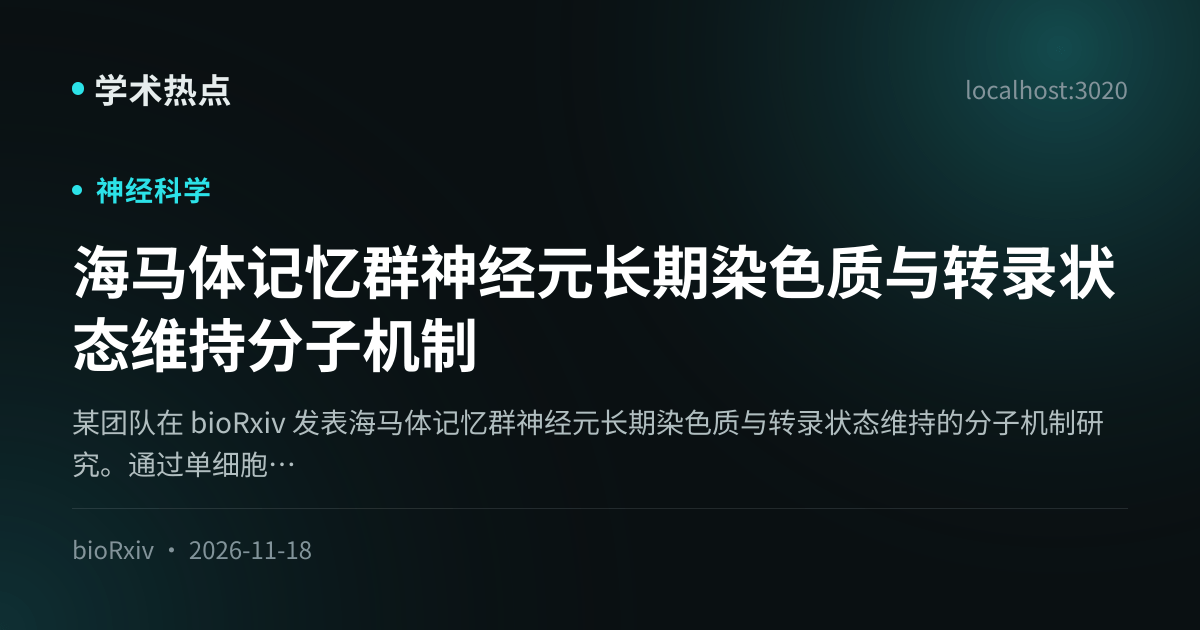 学术热点
localhost:3020
神经科学
海马体记忆群神经元长期染色质与转录状
态维持分子机制
某团队在 bioRxiv 发表海马体记忆群神经元长期染色质与转录状态维持的分子机制研
究。通过单细胞…
bioRxiv • 2026-11-18